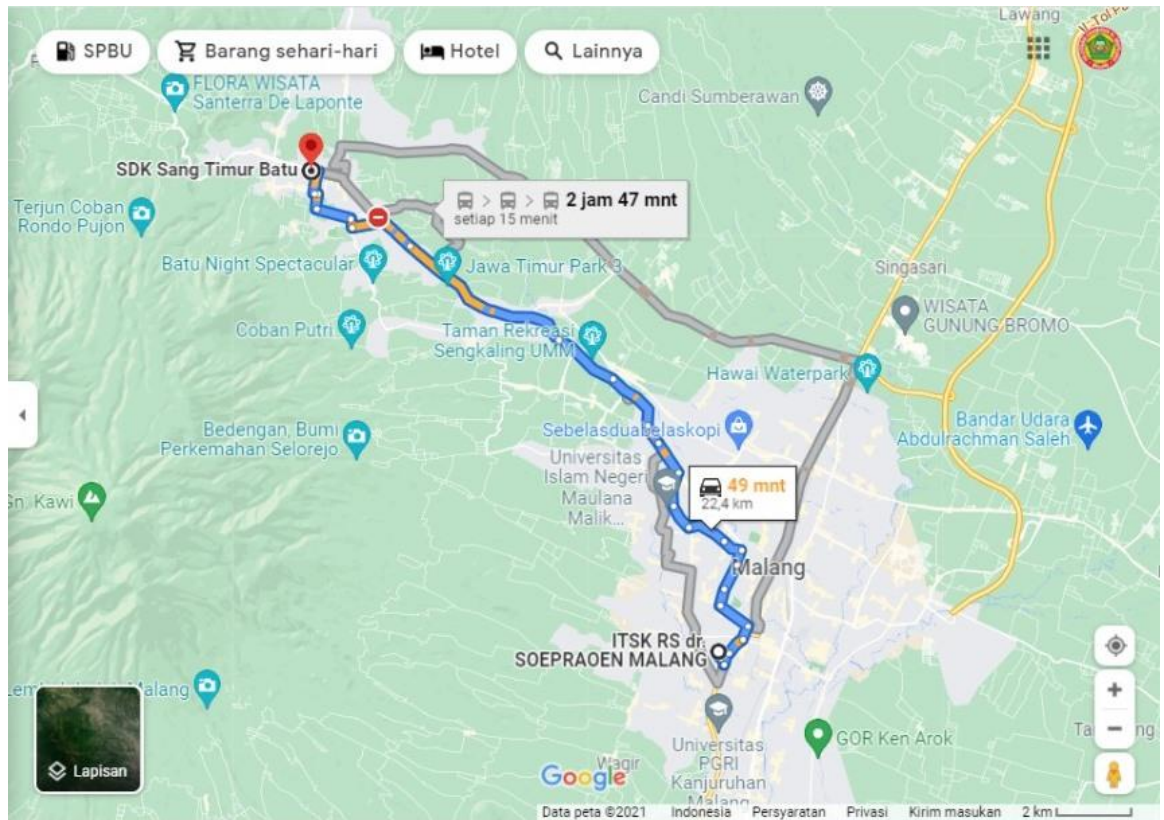 Lawang
SPBU
Barang sehari-hari
Hotel
Lainnya
FLORA WISATA
Santerra De Laponte
Candi Sumberawan
SDK Sang Timur Batu
2 jam 47 mnt
setiap 15 menit
Terjun Coban
Rondo Pujon
Batu Night Spectacular
Jawa Timur Park 3
Singasari
WISATA
GUNUNG BROMO
Coban Putri
Taman Rekreasi
Sengkaling UMM
Hawai Waterpark
Bedengan, Bumi
Perkemahan Selorejo
Sebelasduabelaskopi
Bandar Udara
Abdulrachman Saleh
Universitas
Islam Negeri
Maulana
Malik...
49 mnt
22,4 km
Gn. Kawi
Malang
ITSK RS dr.
SOEPRAOEN MALANG
Malang
Lapisan
Universitas
PGRI
Kanjuruhan
Malang
Wagir
GOR Ken Arok
Google
Data peta ©2021
Indonesia
Persyaratan
Privasi
Kirim masukan
2 km